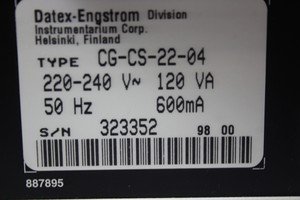 Datex-Engstrom Division
Instrumentarium Corp.
Helsinki, Finland
TYPE CG-CS-22-04
220-240 V~ 120 VA
50 Hz 600mA
S/N 323352 98 00
887895